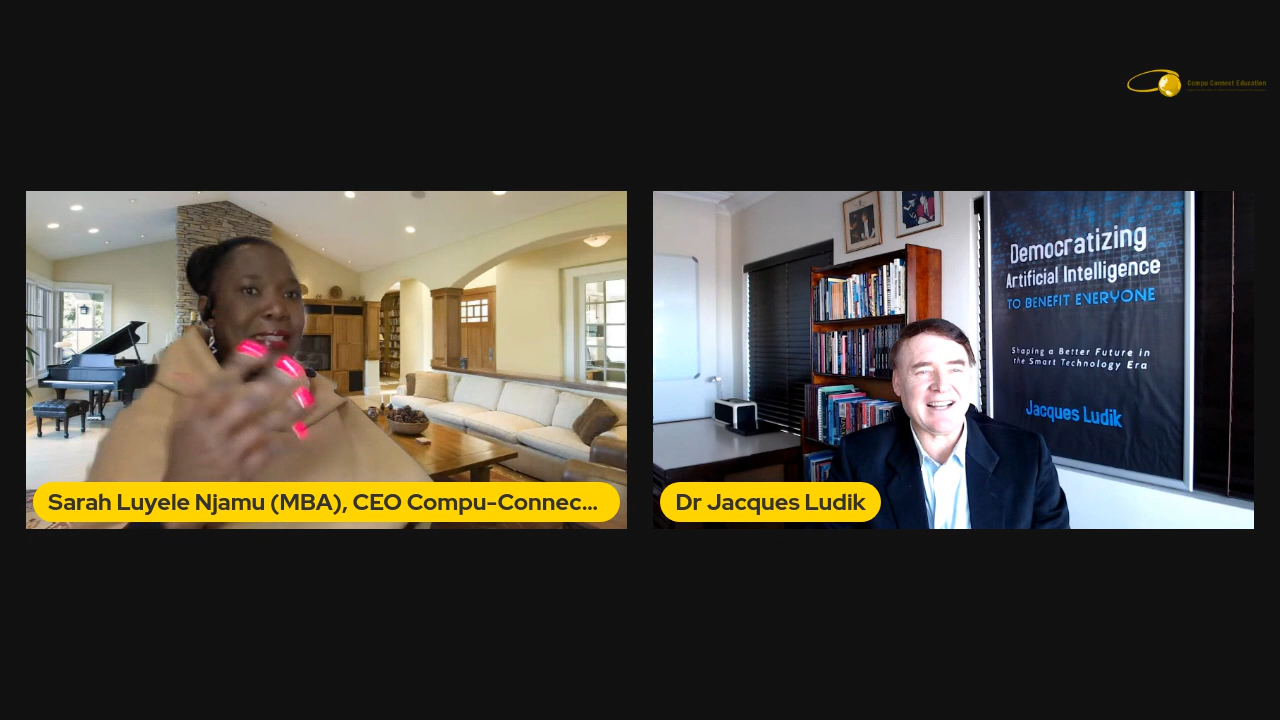 Compu Connect Education
Democratizing
Artificial Intelligence
TO BENEFIT EVERYONE
Shaping a Better Future in
the Smart Technology Era
Jacques Ludik
Sarah Luyele Njamu (MBA), CEO Compu-Connec...
Dr Jacques Ludik